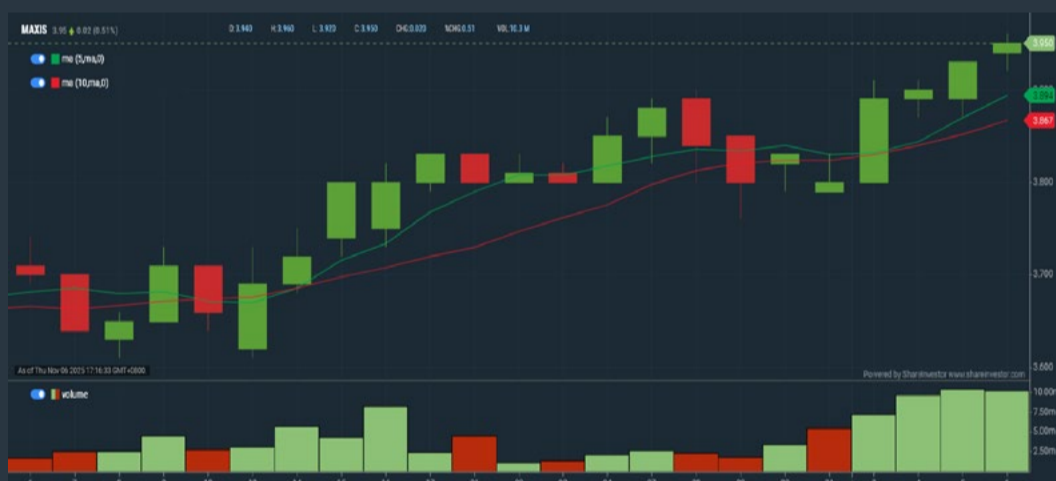 MAXIS 3.95 0.02 (0.51%) O:3.940 H:3.960 L:3.920 C:3.950 CHG:0.020 %CHG:0.51 VOL:10.3 M
3.950
ma (5,ma,0)
ma (10,ma,0)
3.894
3.867
3.800
3.700
3.600
As of Thu Nov 06 2025 17:16:33 GMT+0800
Powered by ShareInvestor www.shareinvestor.com
volume
10.00m
7.50m
5.00m
2.50m